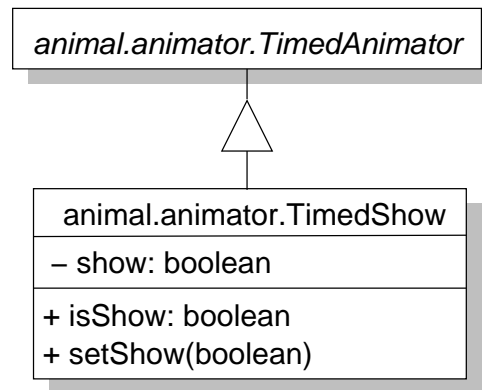 animal.animator.TimedAnimator
animal.animator.TimedShow
– show: boolean
+ isShow: boolean
+ setShow(boolean)